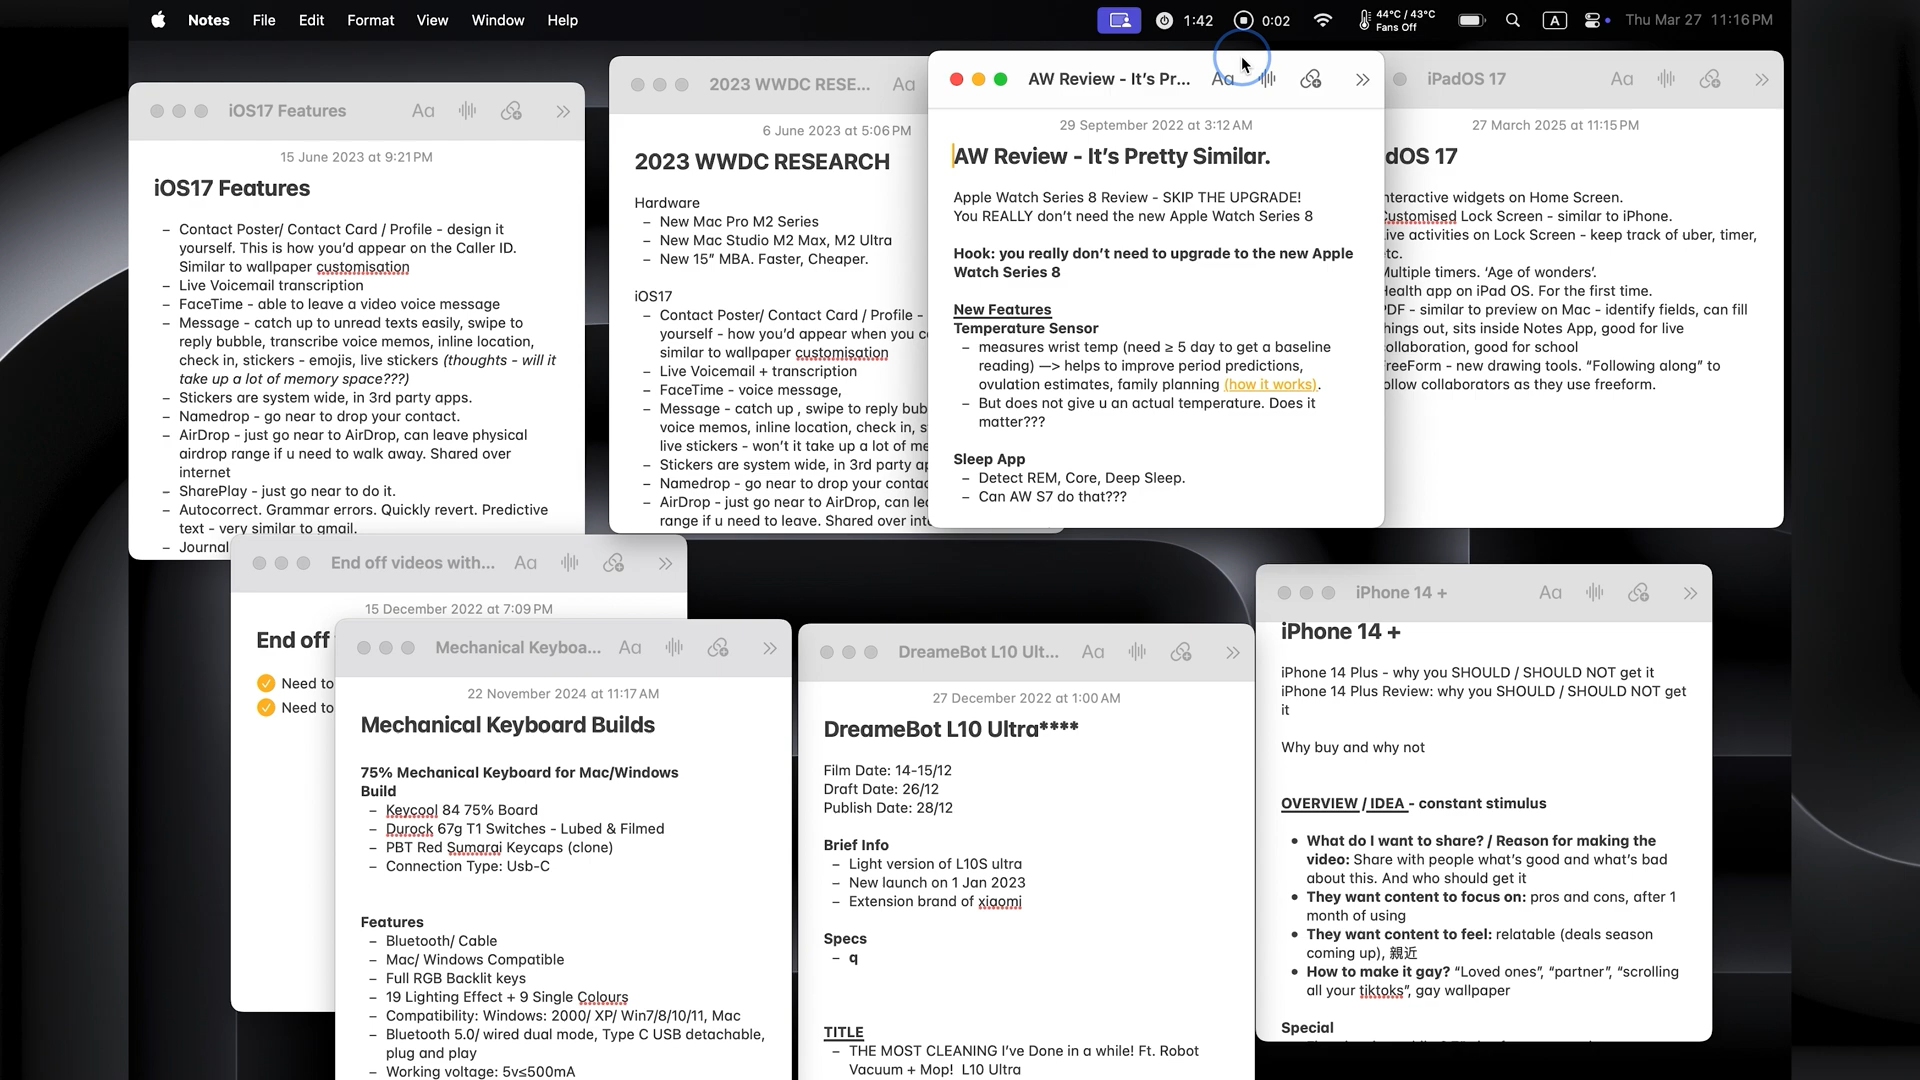 Notes File Edit Format View Window Help
1:42 0:02 44°C / 43°C Fans Off A Thu Mar 27 11:16 PM
iOS17 Features Aa
15 June 2023 at 9:21 PM
iOS17 Features
– Contact Poster/ Contact Card / Profile - design it
yourself. This is how you’d appear on the Caller ID.
Similar to wallpaper customisation
– Live Voicemail transcription
– FaceTime - able to leave a video voice message
– Message - catch up to unread texts easily, swipe to
reply bubble, transcribe voice memos, inline location,
check in, stickers - emojis, live stickers (thoughts - will it
take up a lot of memory space???)
– Stickers are system wide, in 3rd party apps.
– Namedrop - go near to drop your contact.
– AirDrop - just go near to AirDrop, can leave physical
airdrop range if u need to walk away. Shared over
internet
– SharePlay - just go near to do it.
– Autocorrect. Grammar errors. Quickly revert. Predictive
text - very similar to gmail.
– Journal
2023 WWDC RESE... Aa
6 June 2023 at 5:06 PM
2023 WWDC RESEARCH
Hardware
– New Mac Pro M2 Series
– New Mac Studio M2 Max, M2 Ultra
– New 15” MBA. Faster, Cheaper.
iOS17
– Contact Poster/ Contact Card / Profile -
yourself - how you’d appear when you
similar to wallpaper customisation
– Live Voicemail + transcription
– FaceTime - voice message,
– Message - catch up , swipe to reply
voice memos, inline location, check in,
live stickers - won’t it take up a lot of
– Stickers are system wide, in 3rd party
– Namedrop - go near to drop your
– AirDrop - just go near to AirDrop, can
range if u need to leave. Shared over
AW Review - It’s Pr... Aa
29 September 2022 at 3:12 AM
AW Review - It’s Pretty Similar.
Apple Watch Series 8 Review - SKIP THE UPGRADE!
You REALLY don’t need the new Apple Watch Series 8
Hook: you really don’t need to upgrade to the new Apple
Watch Series 8
New Features
Temperature Sensor
– measures wrist temp (need ≥ 5 day to get a baseline
reading) —> helps to improve period predictions,
ovulation estimates, family planning (how it works).
– But does not give u an actual temperature. Does it
matter???
Sleep App
– Detect REM, Core, Deep Sleep.
– Can AW S7 do that???
iPadOS 17 Aa
27 March 2025 at 11:15 PM
dOS 17
nteractive widgets on Home Screen.
Customised Lock Screen - similar to iPhone.
Live activities on Lock Screen - keep track of uber, timer,
etc.
Multiple timers. ‘Age of wonders’.
Health app on iPad OS. For the first time.
PDF - similar to preview on Mac - identify fields, can fill
things out, sits inside Notes App, good for live
collaboration, good for school
FreeForm - new drawing tools. “Following along” to
follow collaborators as they use freeform.
End off videos with... Aa
15 December 2022 at 7:09 PM
End off
Need to
Need to
Mechanical Keyboa... Aa
22 November 2024 at 11:17 AM
Mechanical Keyboard Builds
75% Mechanical Keyboard for Mac/Windows
Build
– Keycool 84 75% Board
– Durock 67g T1 Switches - Lubed & Filmed
– PBT Red Sumarai Keycaps (clone)
– Connection Type: Usb-C
Features
– Bluetooth/ Cable
– Mac/ Windows Compatible
– Full RGB Backlit keys
– 19 Lighting Effect + 9 Single Colours
– Compatibility: Windows: 2000/ XP/ Win7/8/10/11, Mac
– Bluetooth 5.0/ wired dual mode, Type C USB detachable,
plug and play
– Working voltage: 5v≤500mA
DreameBot L10 Ult... Aa
27 December 2022 at 1:00 AM
DreameBot L10 Ultra****
Film Date: 14-15/12
Draft Date: 26/12
Publish Date: 28/12
Brief Info
– Light version of L10S ultra
– New launch on 1 Jan 2023
– Extension brand of xiaomi
Specs
– q
TITLE
– THE MOST CLEANING I’ve Done in a while! Ft. Robot
Vacuum + Mop! L10 Ultra
iPhone 14 + Aa
iPhone 14 +
iPhone 14 Plus - why you SHOULD / SHOULD NOT get it
iPhone 14 Plus Review: why you SHOULD / SHOULD NOT get
it
Why buy and why not
OVERVIEW / IDEA - constant stimulus
• What do I want to share? / Reason for making the
video: Share with people what’s good and what’s bad
about this. And who should get it
• They want content to focus on: pros and cons, after 1
month of using
• They want content to feel: relatable (deals season
coming up), 親近
• How to make it gay? “Loved ones”, “partner”, “scrolling
all your tiktoks”, gay wallpaper
Special